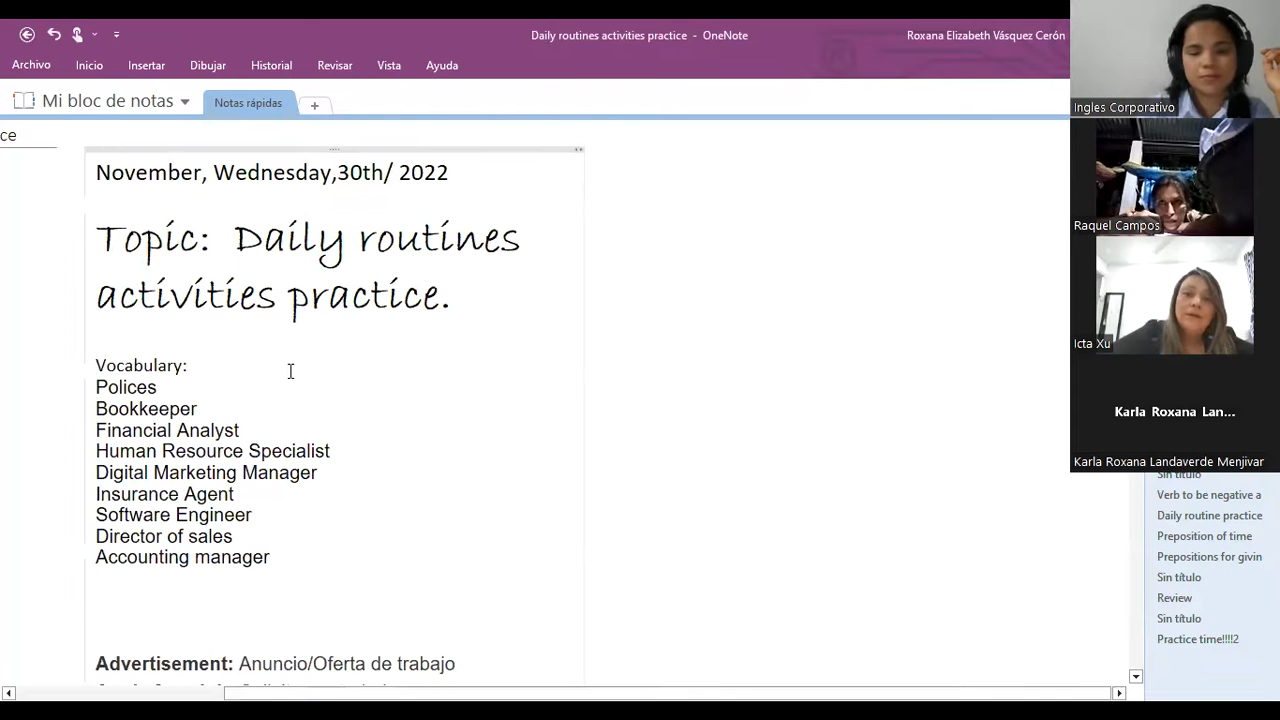 Daily routines activities practice - OneNote
Roxana Elizabeth Vásquez Cerón
Archivo Inicio Insertar Dibujar Historial Revisar Vista Ayuda
Mi bloc de notas Notas rápidas
ce
November, Wednesday,30th/ 2022
Topic: Daily routines
activities practice.
Vocabulary:
Polices
Bookkeeper
Financial Analyst
Human Resource Specialist
Digital Marketing Manager
Insurance Agent
Software Engineer
Director of sales
Accounting manager
Advertisement: Anuncio/Oferta de trabajo
Ingles Corporativo
Raquel Campos
Icta Xu
Karla Roxana Lan...
Karla Roxana Landaverde Menjivar
Sin título
Verb to be negative a
Daily routine practice
Preposition of time
Prepositions for givin
Sin título
Review
Sin título
Practice time!!!!2